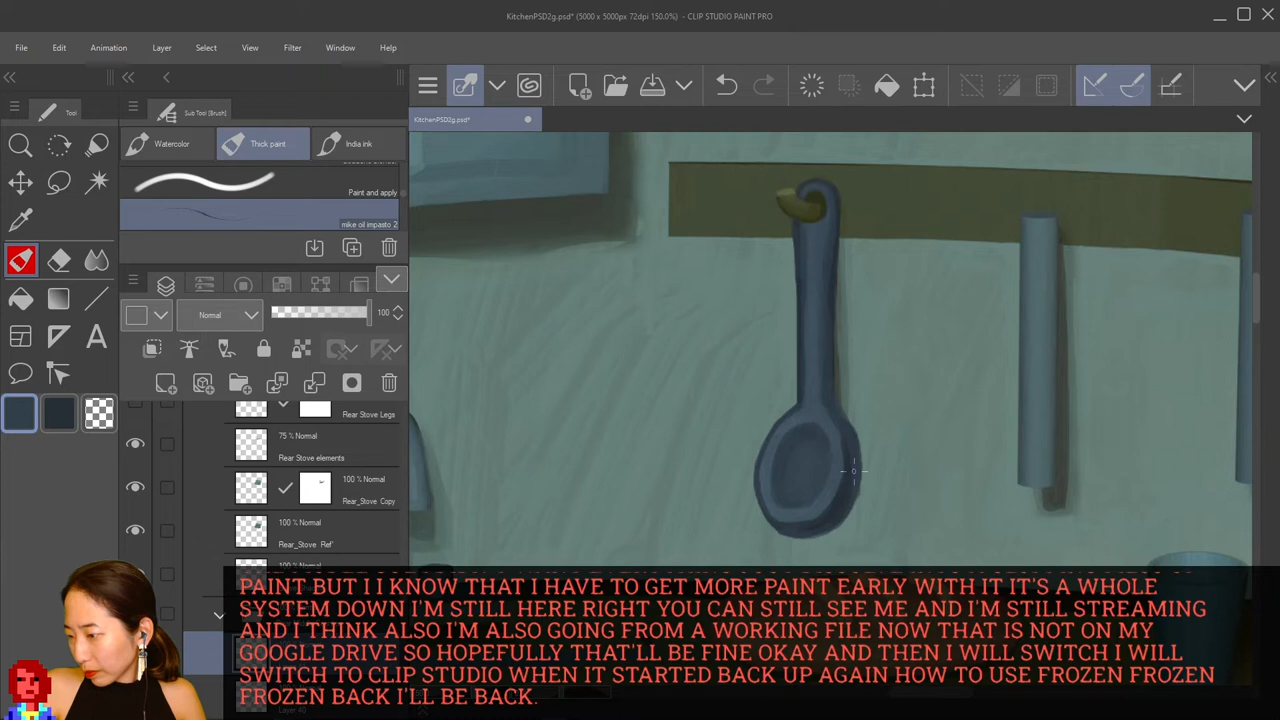 KitchenPSD2g.psd* (5000 x 5000px 72dpi 150.0%) - CLIP STUDIO PAINT PRO
File Edit Animation Layer Select View Filter Window Help
Tool
Sub Tool [Brush]
KitchenPSD2g.psd*
Watercolor Thick paint India ink
Paint and apply
mike oil impasto 2
Normal 100
Rear Stove Legs
75 % Normal
Rear Stove elements
100 % Normal
Rear_Stove Copy
100 % Normal
Rear_Stove Ref'
PAINT BUT I I KNOW THAT I HAVE TO GET MORE PAINT EARLY WITH IT IT'S A WHOLE
SYSTEM DOWN I'M STILL HERE RIGHT YOU CAN STILL SEE ME AND I'M STILL STREAMING
AND I THINK ALSO I'M ALSO GOING FROM A WORKING FILE NOW THAT IS NOT ON MY
GOOGLE DRIVE SO HOPEFULLY THAT'LL BE FINE OKAY AND THEN I WILL SWITCH I WILL
SWITCH TO CLIP STUDIO WHEN IT STARTED BACK UP AGAIN HOW TO USE FROZEN FROZEN
FROZEN BACK I'LL BE BACK.